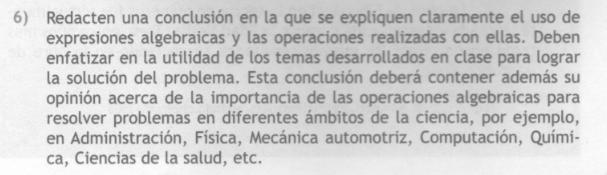 6) Redacten una conclusión en la que se expliquen claramente el uso de
expresiones algebraicas y las operaciones realizadas con ellas. Deben
enfatizar en la utilidad de los temas desarrollados en clase para lograr
la solución del problema. Esta conclusión deberá contener además su
opinión acerca de la importancia de las operaciones algebraicas para
resolver problemas en diferentes ámbitos de la ciencia, por ejemplo,
en Administración, Física, Mecánica automotriz, Computación, Quími-
ca, Ciencias de la salud, etc.